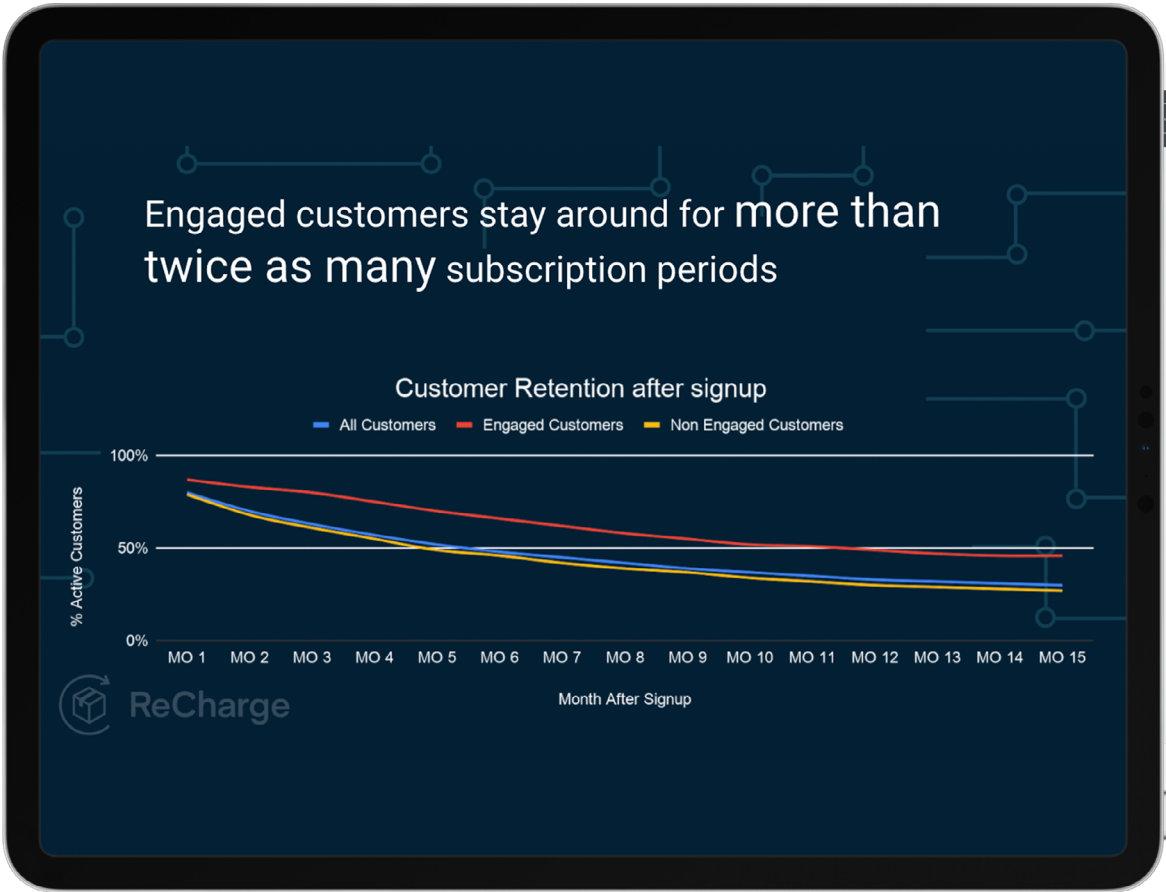 Engaged customers stay around for more than
twice as many subscription periods
Customer Retention after signup
All Customers Engaged Customers Non Engaged Customers
100%
50%
0%
% Active Customers
MO 1 MO 2 MO 3 MO 4 MO 5 MO 6 MO 7 MO 8 MO 9 MO 10 MO 11 MO 12 MO 13 MO 14 MO 15
Month After Signup
ReCharge